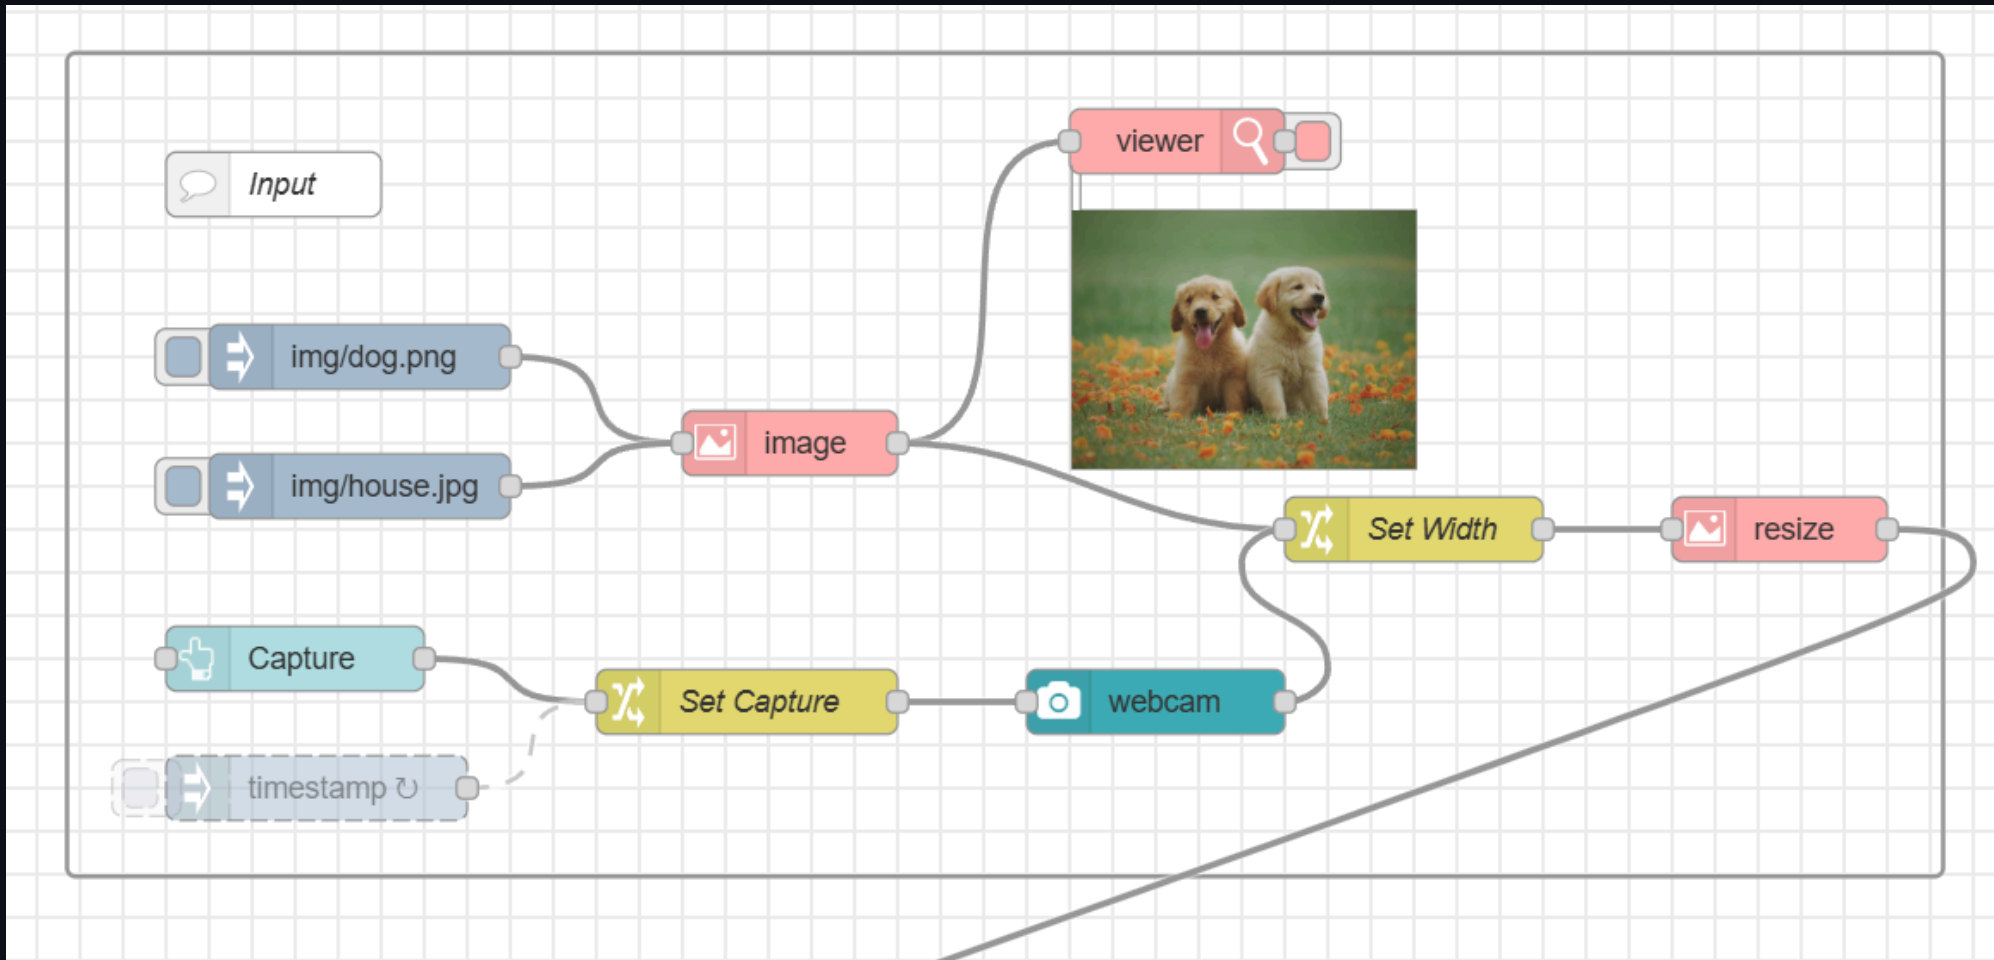 viewer
Input
img/dog.png
image
img/house.jpg
Set Width
resize
Capture
Set Capture
webcam
timestamp ↻